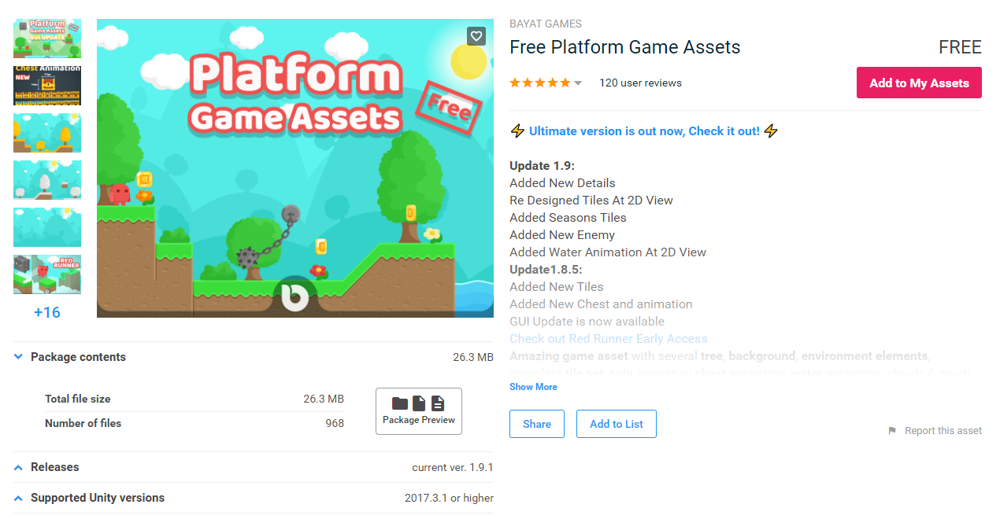 Platform
Game Assets
GUI UPDATE
Chest Animation
NEW
RED
RUNNER
+16
Platform
Game Assets
Free
BAYAT GAMES
Free Platform Game Assets
FREE
120 user reviews
Add to My Assets
⚡ Ultimate version is out now, Check it out! ⚡
Update 1.9:
Added New Details
Re Designed Tiles At 2D View
Added Seasons Tiles
Added New Enemy
Added Water Animation At 2D View
Update1.8.5:
Added New Tiles
Added New Chest and animation
GUI Update is now available
Check out Red Runner Early Access
Amazing game asset with several tree, background, environment elements,
complete tile set, coin animation chest animation, water animation, clouds & much
Show More
Share
Add to List
Report this asset
Package contents
26.3 MB
Total file size
26.3 MB
Number of files
968
Package Preview
Releases
current ver. 1.9.1
Supported Unity versions
2017.3.1 or higher